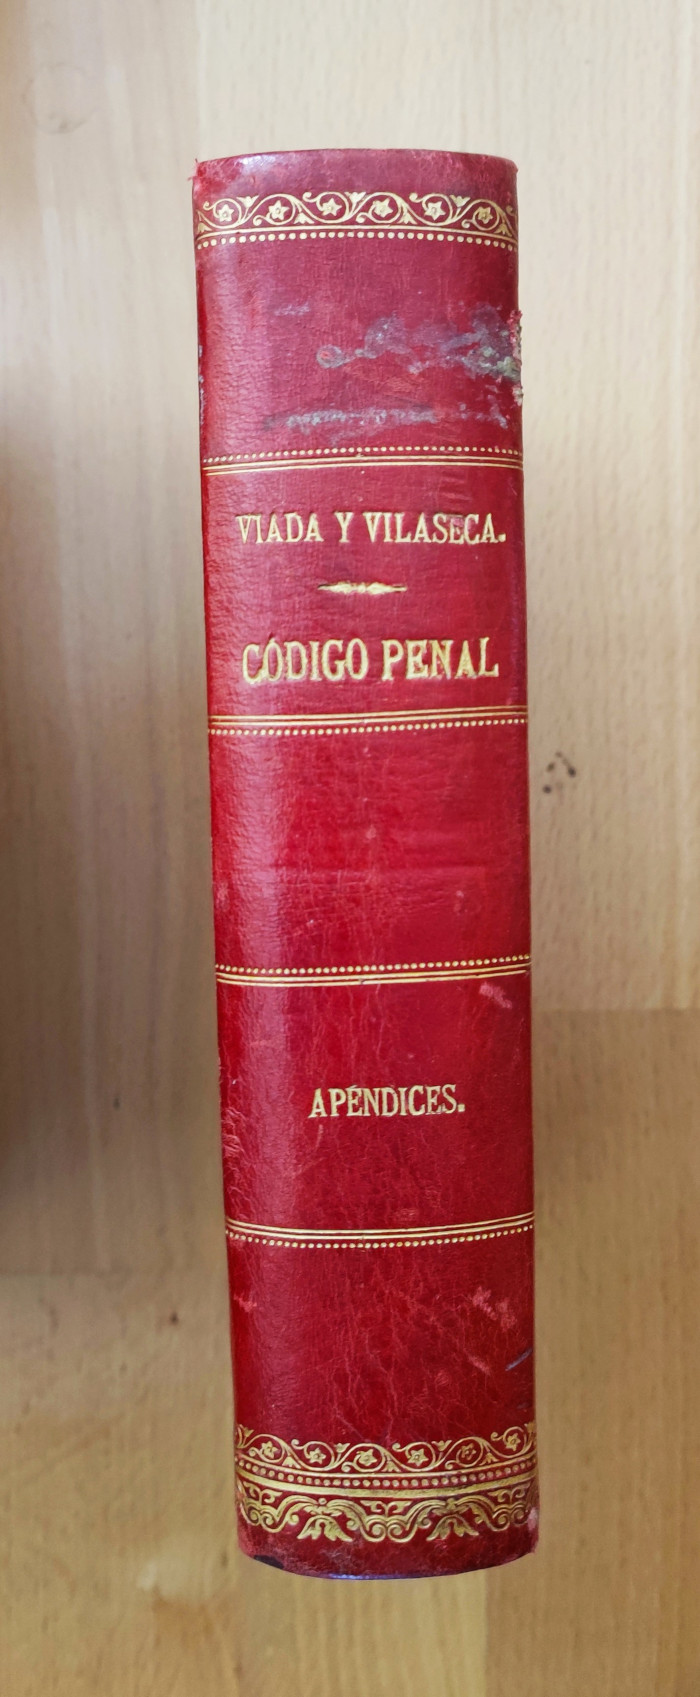 VIADA Y VILASECA.
CÓDIGO PENAL
APÉNDICES.